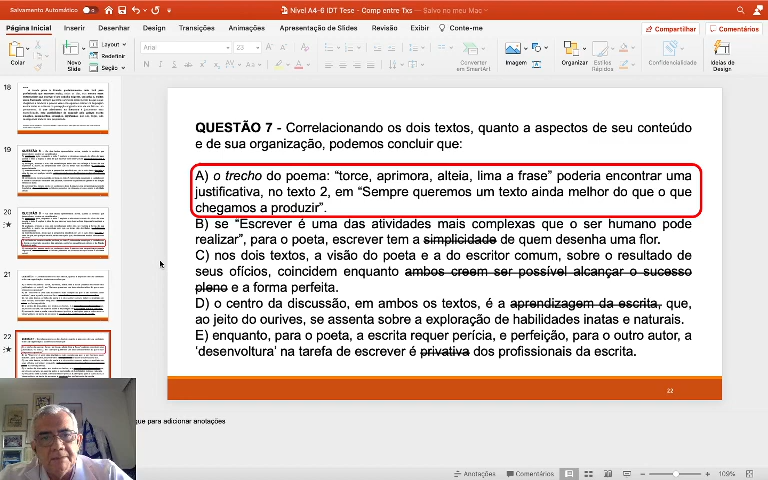 Salvamento Automático
Nível A4-6 IDT Tese - Comp entre Txs — Salvo no meu Mac
Página Inicial Inserir Desenhar Design Transições Animações Apresentação de Slides Revisão Exibir Conte-me
Compartilhar Comentários
Colar Novo Slide Layout Redefinir Seção
Arial 23
Converter em SmartArt Imagem Organizar Estilos Rápidos Confidencialidade Ideias de Design
18
19
20
21
22
QUESTÃO 7 - Correlacionando os dois textos, quanto a aspectos de seu conteúdo
e de sua organização, podemos concluir que:
A) o trecho do poema: “torce, aprimora, alteia, lima a frase” poderia encontrar uma
justificativa, no texto 2, em “Sempre queremos um texto ainda melhor do que o que
chegamos a produzir”.
B) se “Escrever é uma das atividades mais complexas que o ser humano pode
realizar”, para o poeta, escrever tem a simplicidade de quem desenha uma flor.
C) nos dois textos, a visão do poeta e a do escritor comum, sobre o resultado de
seus ofícios, coincidem enquanto ambos creem ser possível alcançar o sucesso
pleno e a forma perfeita.
D) o centro da discussão, em ambos os textos, é a aprendizagem da escrita, que,
ao jeito do ourives, se assenta sobre a exploração de habilidades inatas e naturais.
E) enquanto, para o poeta, a escrita requer perícia, e perfeição, para o outro autor, a
‘desenvoltura’ na tarefa de escrever é privativa dos profissionais da escrita.
22
que para adicionar anotações
Anotações Comentários 109%